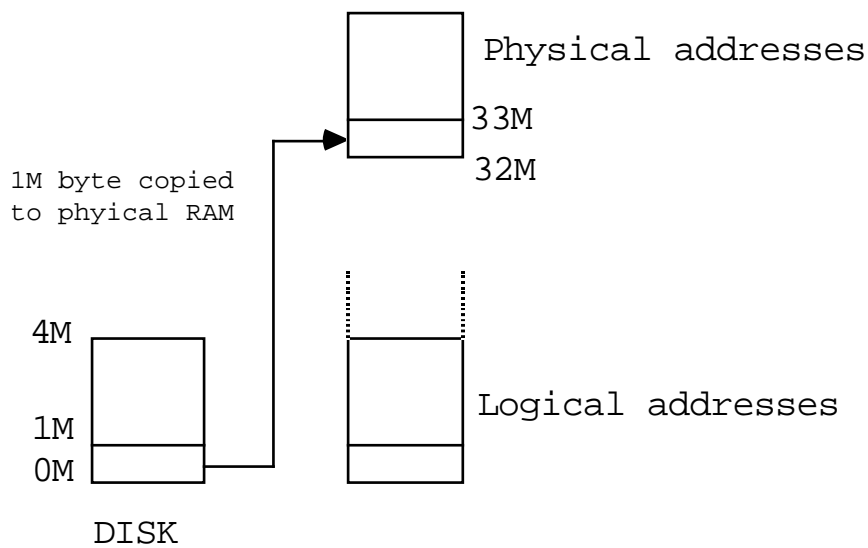 Physical addresses
33M
32M
1M byte copied
to phyical RAM
4M
1M
0M
Logical addresses
DISK